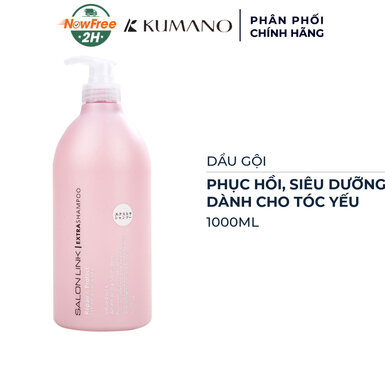 NowFree
2H
KUMANO
PHÂN PHỐI
CHÍNH HÃNG
DẦU GỘI
PHỤC HỒI, SIÊU DƯỠNG
DÀNH CHO TÓC YẾU
1000ML
SALON LINK | EXTRA SHAMPOO